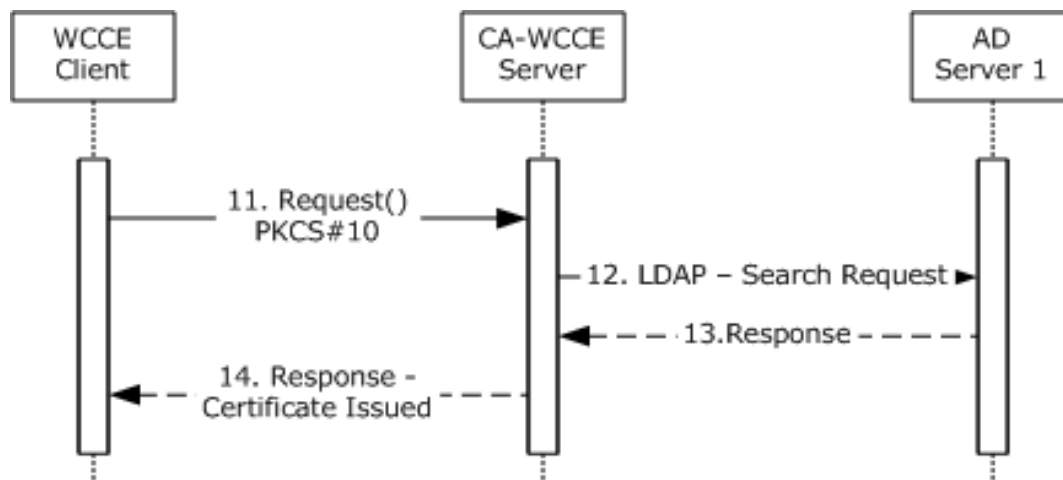 WCCE
Client
CA-WCCE
Server
AD
Server 1
11. Request()
PKCS#10
12. LDAP – Search Request
13.Response
14. Response -
Certificate Issued